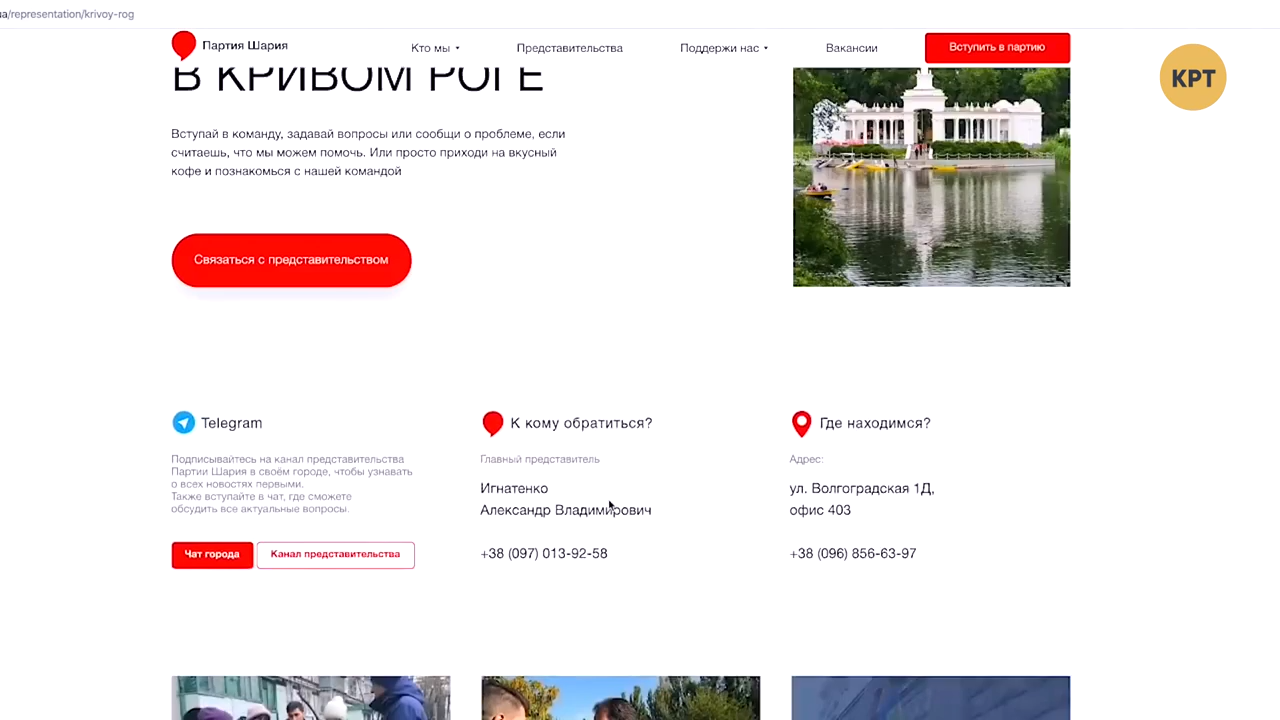 ua/representation/krivoy-rog
Партия Шария
Кто мы
Представительства
Поддержи нас
Вакансии
Вступить в партию
КРТ
В КРИВОМ РОГЕ
Вступай в команду, задавай вопросы или сообщи о проблеме, если
считаешь, что мы можем помочь. Или просто приходи на вкусный
кофе и познакомься с нашей командой
Связаться с представительством
Telegram
Подписывайтесь на канал представительства
Партии Шария в своём городе, чтобы узнавать
о всех новостях первыми.
Также вступайте в чат, где сможете
обсудить все актуальные вопросы.
Чат города
Канал представительства
К кому обратиться?
Главный представитель
Игнатенко
Александр Владимирович
+38 (097) 013-92-58
Где находимся?
Адрес:
ул. Волгоградская 1Д,
офис 403
+38 (096) 856-63-97